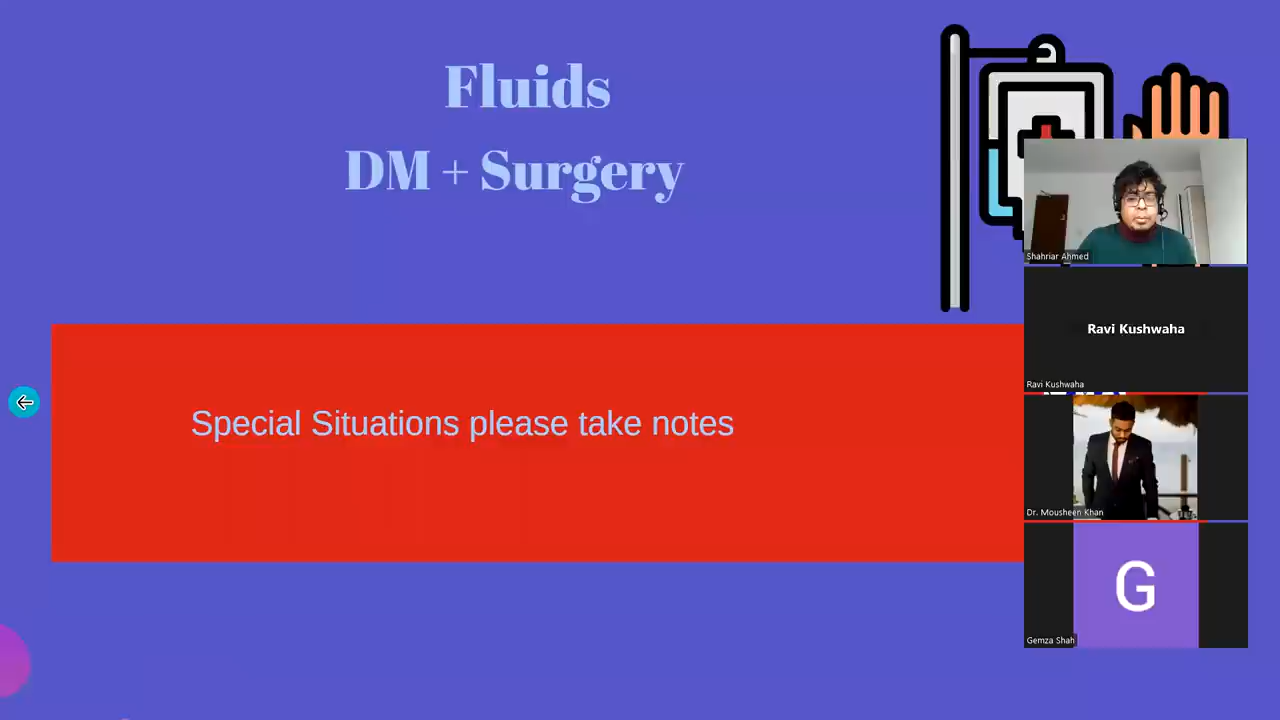 Fluids
DM + Surgery
Special Situations please take notes
Shahriar Ahmed
Ravi Kushwaha
Ravi Kushwaha
Dr. Mousheen Khan
G
Gemza Shah